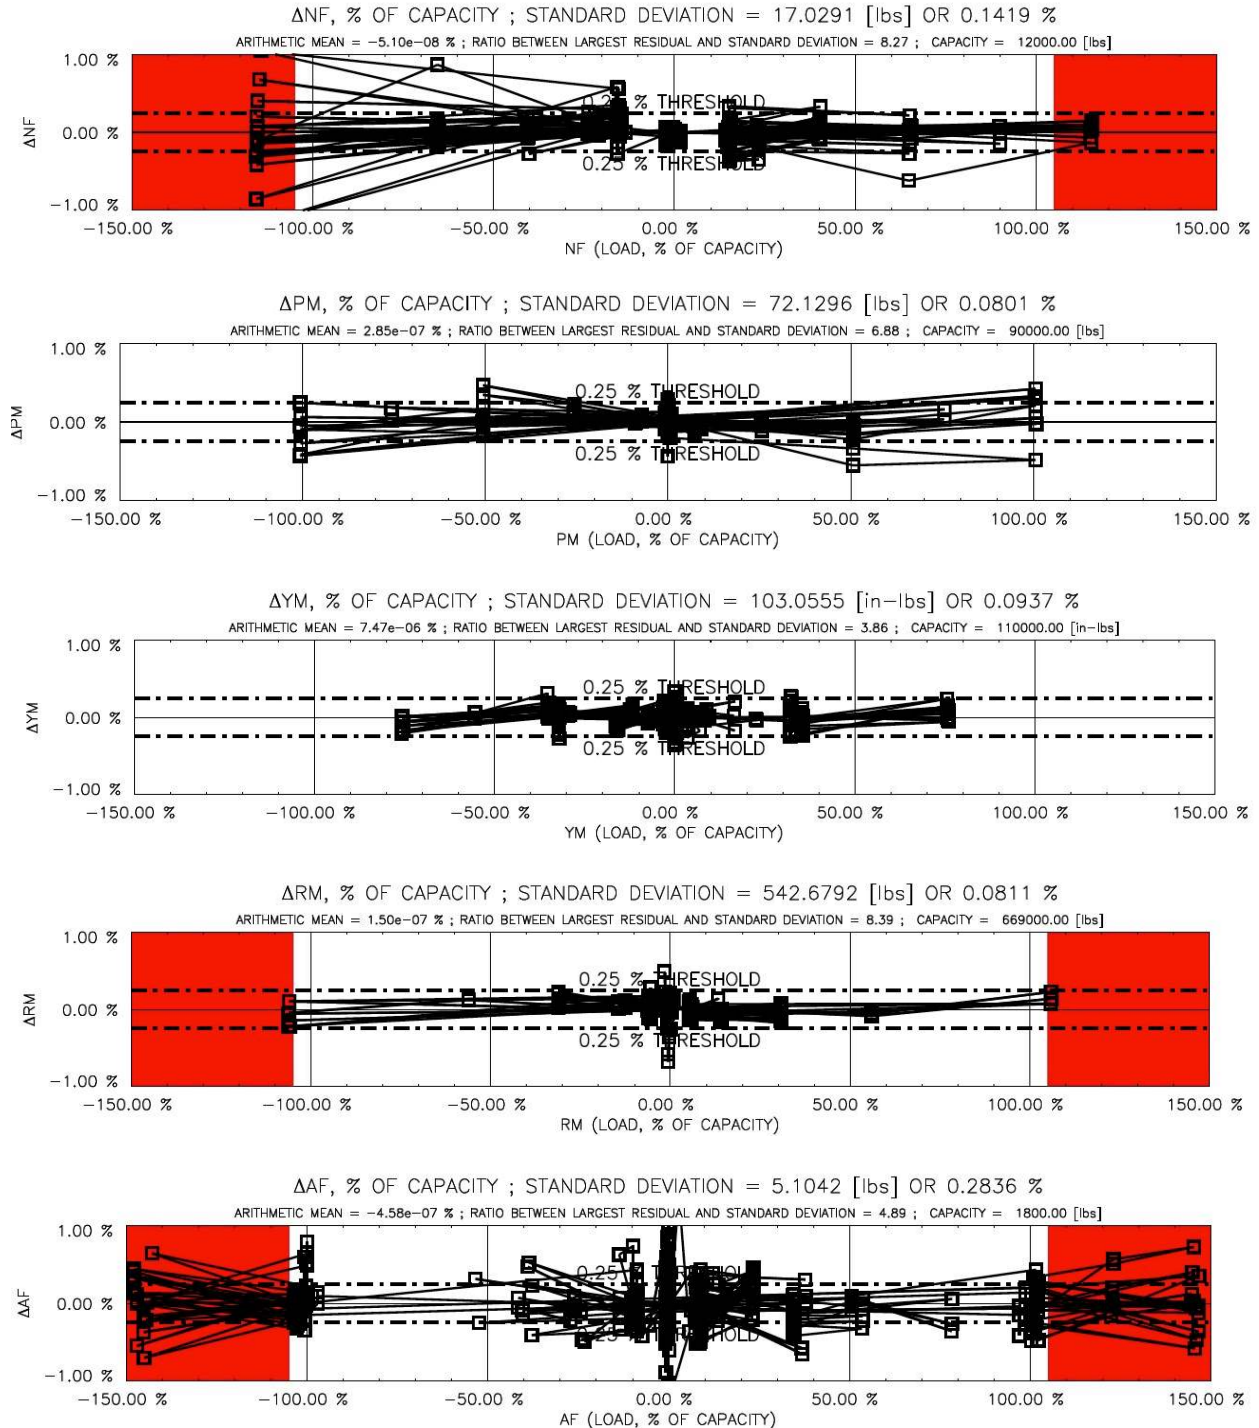 ΔNF, % OF CAPACITY ; STANDARD DEVIATION = 17.0291 [lbs] OR 0.1419 %
ARITHMETIC MEAN = −5.10e−08 % ; RATIO BETWEEN LARGEST RESIDUAL AND STANDARD DEVIATION = 8.27 ; CAPACITY = 12000.00 [lbs]
1.00 %
0.25 % THRESHOLD
ΔNF
0.00 %
0.25 % THRESHOLD
−1.00 %
−150.00 % −100.00 % −50.00 % 0.00 % 50.00 % 100.00 % 150.00 %
NF (LOAD, % OF CAPACITY)
ΔPM, % OF CAPACITY ; STANDARD DEVIATION = 72.1296 [lbs] OR 0.0801 %
ARITHMETIC MEAN = 2.85e−07 % ; RATIO BETWEEN LARGEST RESIDUAL AND STANDARD DEVIATION = 6.88 ; CAPACITY = 90000.00 [lbs]
1.00 %
0.25 % THRESHOLD
ΔPM
0.00 %
0.25 % THRESHOLD
−1.00 %
−150.00 % −100.00 % −50.00 % 0.00 % 50.00 % 100.00 % 150.00 %
PM (LOAD, % OF CAPACITY)
ΔYM, % OF CAPACITY ; STANDARD DEVIATION = 103.0555 [in−lbs] OR 0.0937 %
ARITHMETIC MEAN = 7.47e−06 % ; RATIO BETWEEN LARGEST RESIDUAL AND STANDARD DEVIATION = 3.86 ; CAPACITY = 110000.00 [in−lbs]
1.00 %
0.25 % THRESHOLD
ΔYM
0.00 %
0.25 % THRESHOLD
−1.00 %
−150.00 % −100.00 % −50.00 % 0.00 % 50.00 % 100.00 % 150.00 %
YM (LOAD, % OF CAPACITY)
ΔRM, % OF CAPACITY ; STANDARD DEVIATION = 542.6792 [lbs] OR 0.0811 %
ARITHMETIC MEAN = 1.50e−07 % ; RATIO BETWEEN LARGEST RESIDUAL AND STANDARD DEVIATION = 8.39 ; CAPACITY = 669000.00 [lbs]
1.00 %
0.25 % THRESHOLD
ΔRM
0.00 %
0.25 % THRESHOLD
−1.00 %
−150.00 % −100.00 % −50.00 % 0.00 % 50.00 % 100.00 % 150.00 %
RM (LOAD, % OF CAPACITY)
ΔAF, % OF CAPACITY ; STANDARD DEVIATION = 5.1042 [lbs] OR 0.2836 %
ARITHMETIC MEAN = −4.58e−07 % ; RATIO BETWEEN LARGEST RESIDUAL AND STANDARD DEVIATION = 4.89 ; CAPACITY = 1800.00 [lbs]
1.00 %
0.25 % THRESHOLD
ΔAF
0.00 %
0.25 % THRESHOLD
−1.00 %
−150.00 % −100.00 % −50.00 % 0.00 % 50.00 % 100.00 % 150.00 %
AF (LOAD, % OF CAPACITY)